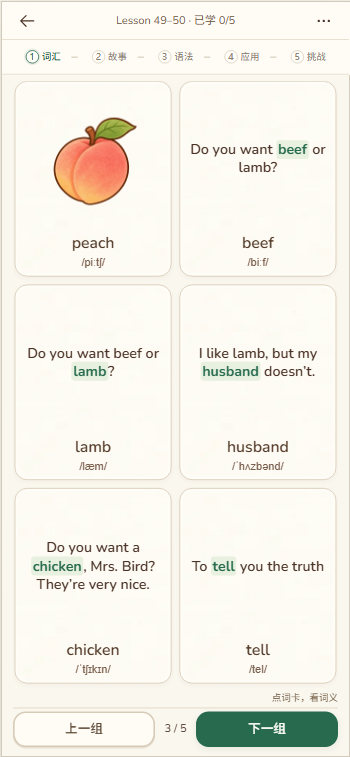 Lesson 49–50 · 已学 0/5
1 词汇 – 2 故事 – 3 语法 – 4 应用 – 5 挑战
peach
/piːtʃ/
Do you want beef or
lamb?
beef
/biːf/
Do you want beef or
lamb?
lamb
/læm/
I like lamb, but my
husband doesn't.
husband
/ˈhʌzbənd/
Do you want a
chicken, Mrs. Bird?
They're very nice.
chicken
/ˈtʃɪkɪn/
To tell you the truth
tell
/tel/
点词卡，看词义
上一组
3 / 5
下一组